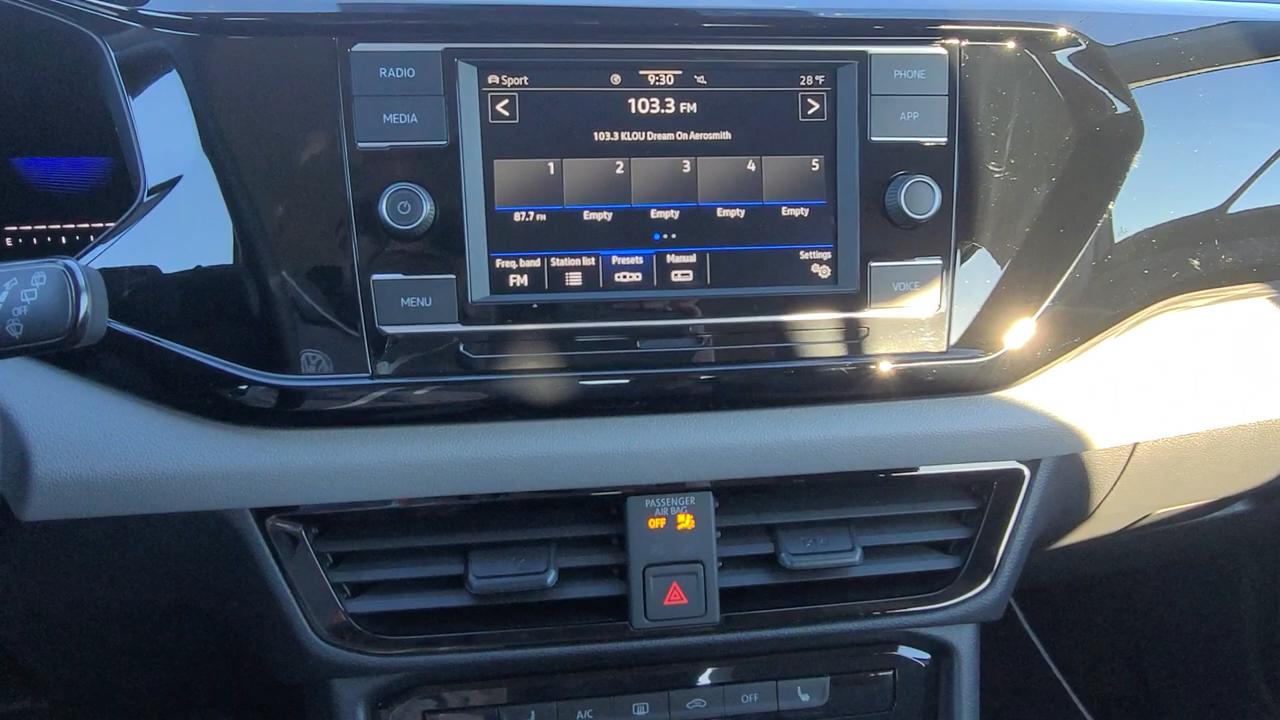 RADIO
MEDIA
MENU
Sport
9:30
28 °F
103.3 FM
103.3 KLOU Dream On Aerosmith
1
2
3
4
5
87.7 FM
Empty
Empty
Empty
Empty
Freq. band
FM
Station list
Presets
Manual
Settings
PHONE
APP
VOICE
E
OFF
PASSENGER
AIR BAG
OFF
A/C
OFF